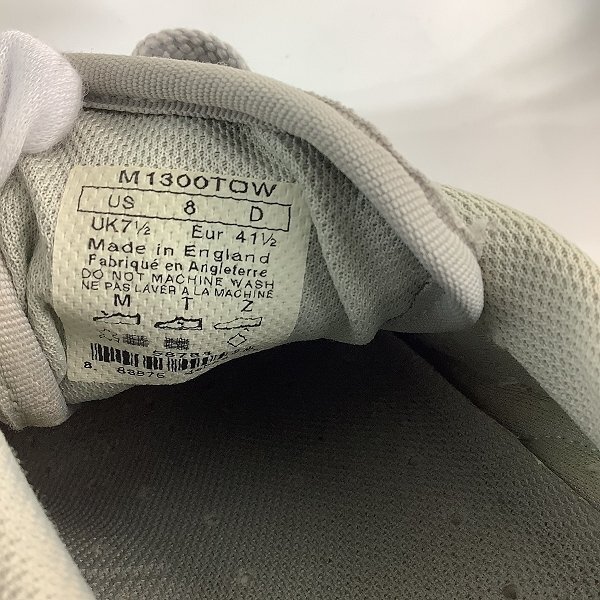 M1300TOW
US 8 D
UK7½ Eur 41½
Made in England
Fabriqué en Angleterre
DO NOT MACHINE WASH
NE PAS LAVER A LA MACHINE
M T Z
8